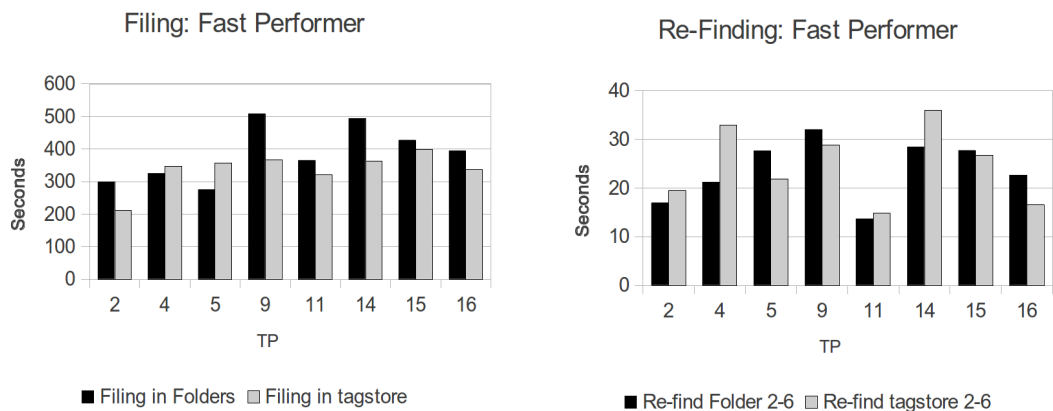 Filing: Fast Performer
600
500
400
300
200
100
0
Seconds
2 4 5 9 11 14 15 16
TP
Filing in Folders Filing in tagstore
Re-Finding: Fast Performer
40
30
20
10
0
Seconds
2 4 5 9 11 14 15 16
TP
Re-find Folder 2-6 Re-find tagstore 2-6